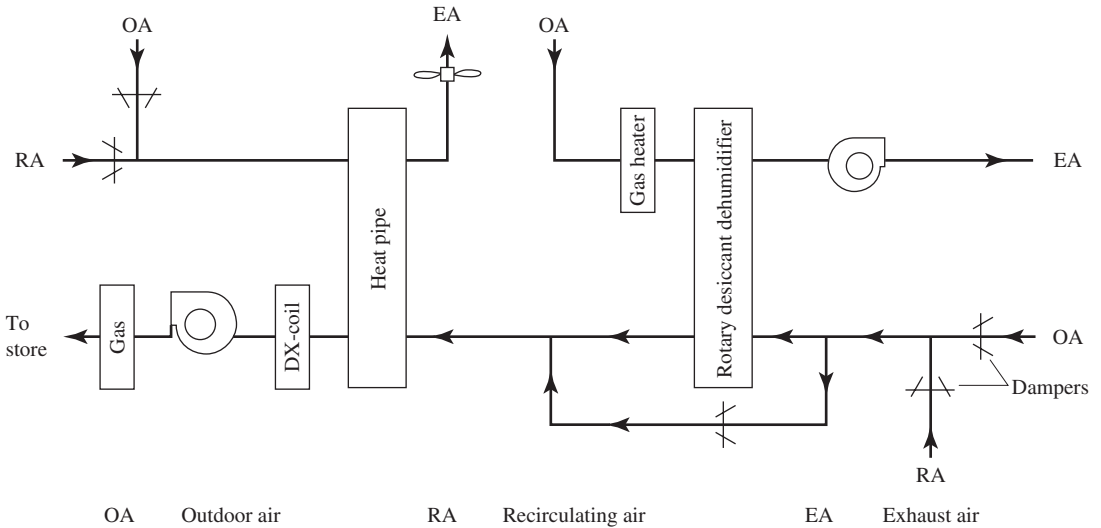 OA
EA
OA
RA
Heat pipe
Gas heater
Rotary desiccant dehumidifier
EA
To
store
Gas
DX-coil
OA
Dampers
RA
OA Outdoor air RA Recirculating air EA Exhaust air